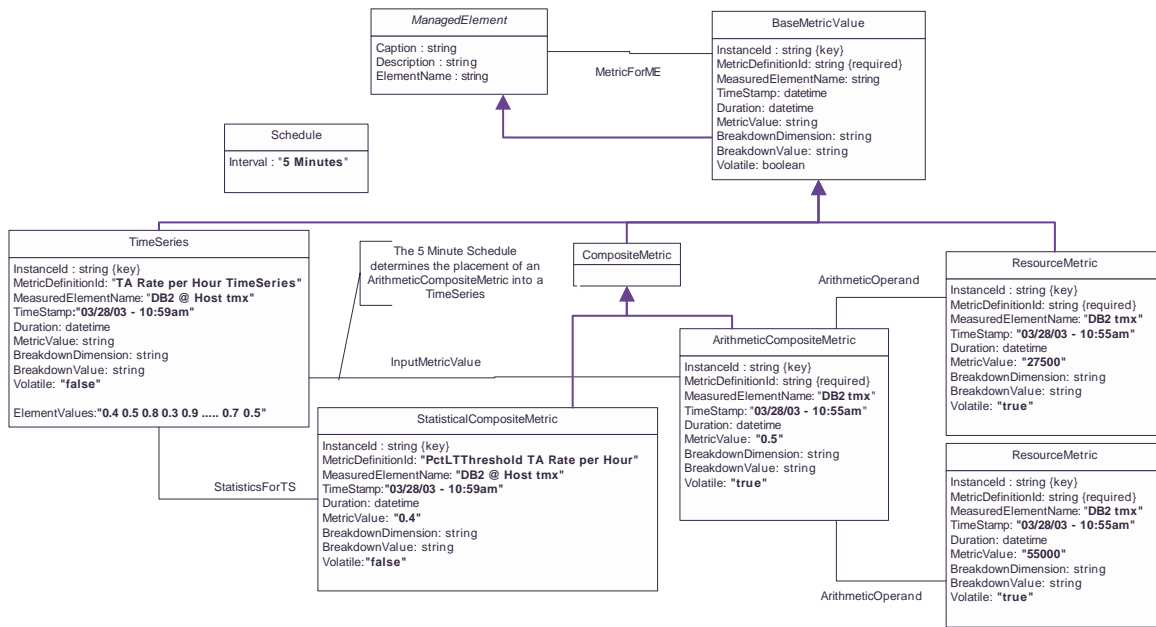 ManagedElement
Caption : string
Description : string
ElementName : string
MetricForME
BaseMetricValue
InstanceId : string {key}
MetricDefinitionId: string {required}
MeasuredElementName: string
TimeStamp: datetime
Duration: datetime
MetricValue: string
BreakdownDimension: string
BreakdownValue: string
Volatile: boolean
Schedule
Interval : "5 Minutes"
TimeSeries
InstanceId : string {key}
MetricDefinitionId: "TA Rate per Hour TimeSeries"
MeasuredElementName: "DB2 @ Host tmx"
TimeStamp:"03/28/03 - 10:59am"
Duration: datetime
MetricValue: string
BreakdownDimension: string
BreakdownValue: string
Volatile: "false"
ElementValues:"0.4 0.5 0.8 0.3 0.9 ..... 0.7 0.5"
The 5 Minute Schedule
determines the placement of an
ArithmeticCompositeMetric into a
TimeSeries
CompositeMetric
ArithmeticOperand
ResourceMetric
InstanceId : string {key}
MetricDefinitionId: string {required}
MeasuredElementName: "DB2 tmx"
TimeStamp: "03/28/03 - 10:55am"
Duration: datetime
MetricValue: "27500"
BreakdownDimension: string
BreakdownValue: string
Volatile: "true"
InputMetricValue
ArithmeticCompositeMetric
InstanceId : string {key}
MetricDefinitionId: string {required}
MeasuredElementName: "DB2 tmx"
TimeStamp: "03/28/03 - 10:55am"
Duration: datetime
MetricValue: "0.5"
BreakdownDimension: string
BreakdownValue: string
Volatile: "true"
StatisticalCompositeMetric
InstanceId : string {key}
MetricDefinitionId: "PctLTThreshold TA Rate per Hour"
MeasuredElementName: "DB2 @ Host tmx"
TimeStamp:"03/28/03 - 10:59am"
Duration: datetime
MetricValue: "0.4"
BreakdownDimension: string
BreakdownValue: string
Volatile:"false"
StatisticsForTS
ResourceMetric
InstanceId : string {key}
MetricDefinitionId: string {required}
MeasuredElementName: "DB2 tmx"
TimeStamp: "03/28/03 - 10:55am"
Duration: datetime
MetricValue: "55000"
BreakdownDimension: string
BreakdownValue: string
Volatile: "true"
ArithmeticOperand